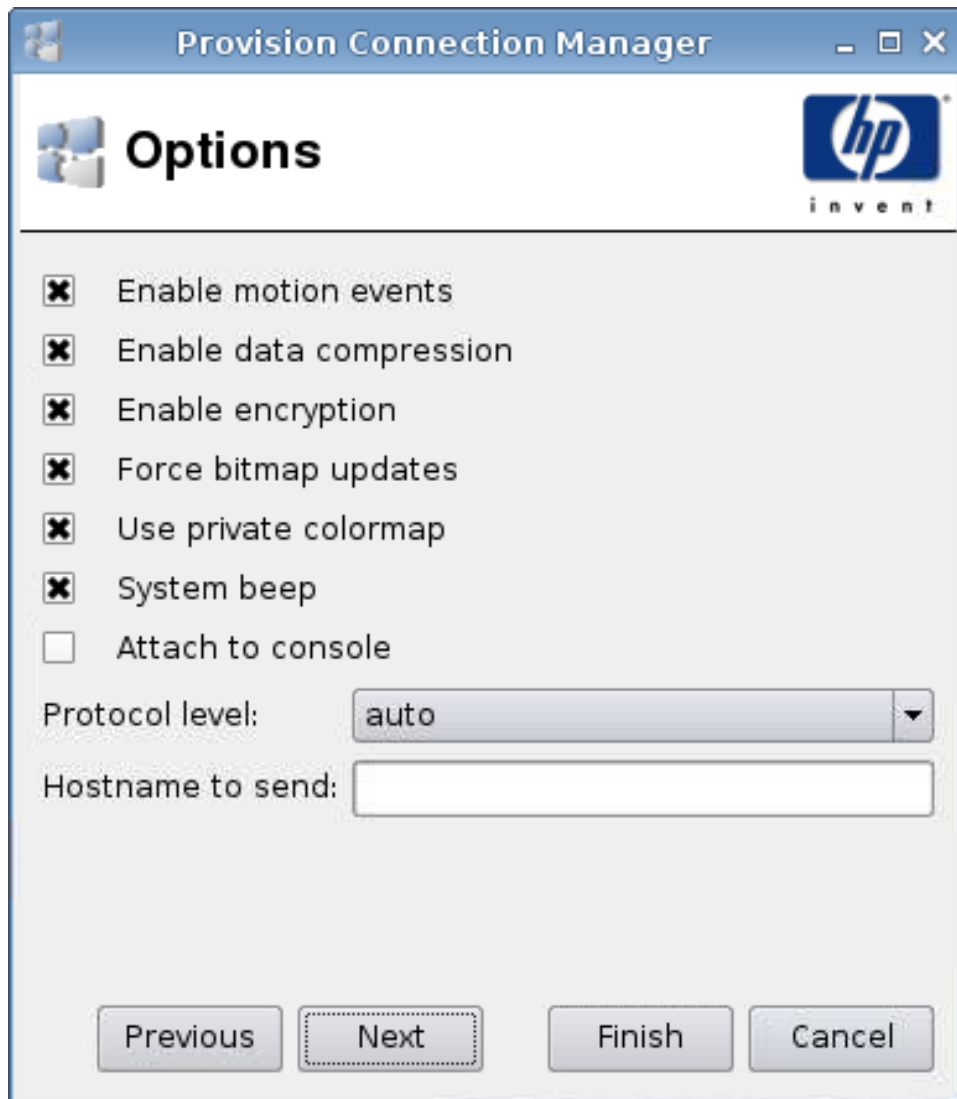 Provision Connection Manager
Options
hp
invent
Enable motion events
Enable data compression
Enable encryption
Force bitmap updates
Use private colormap
System beep
Attach to console
Protocol level: auto
Hostname to send:
Previous Next Finish Cancel